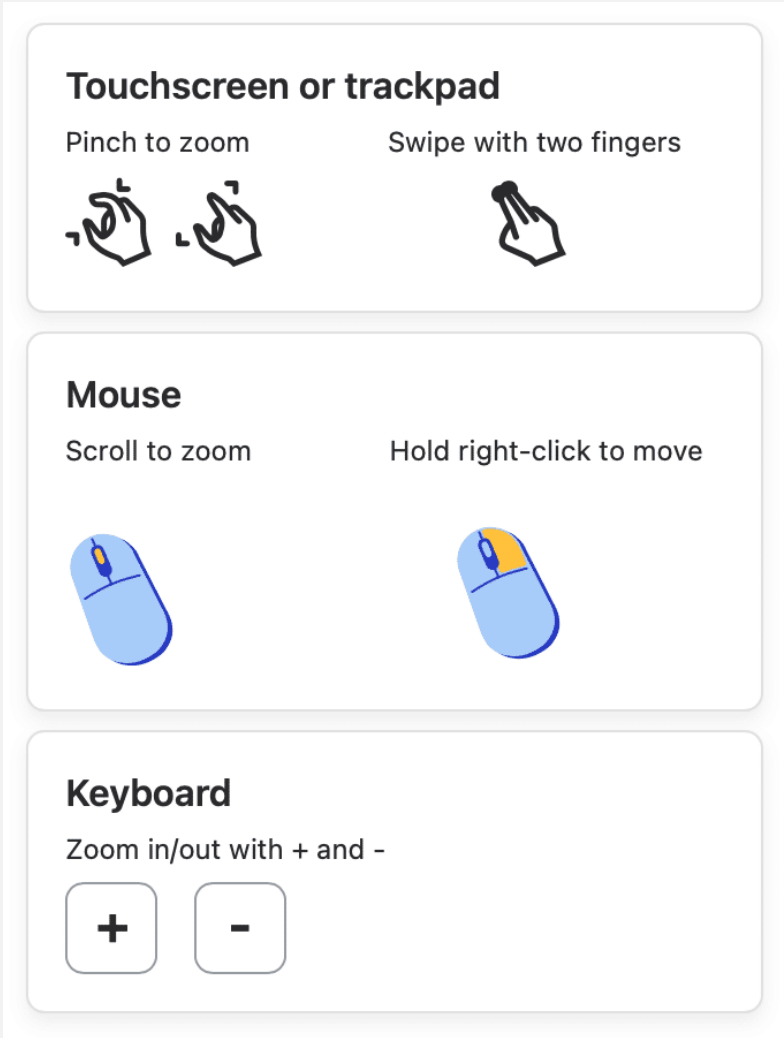 Touchscreen or trackpad
Pinch to zoom
Swipe with two fingers
Mouse
Scroll to zoom
Hold right-click to move
Keyboard
Zoom in/out with + and -
+
-